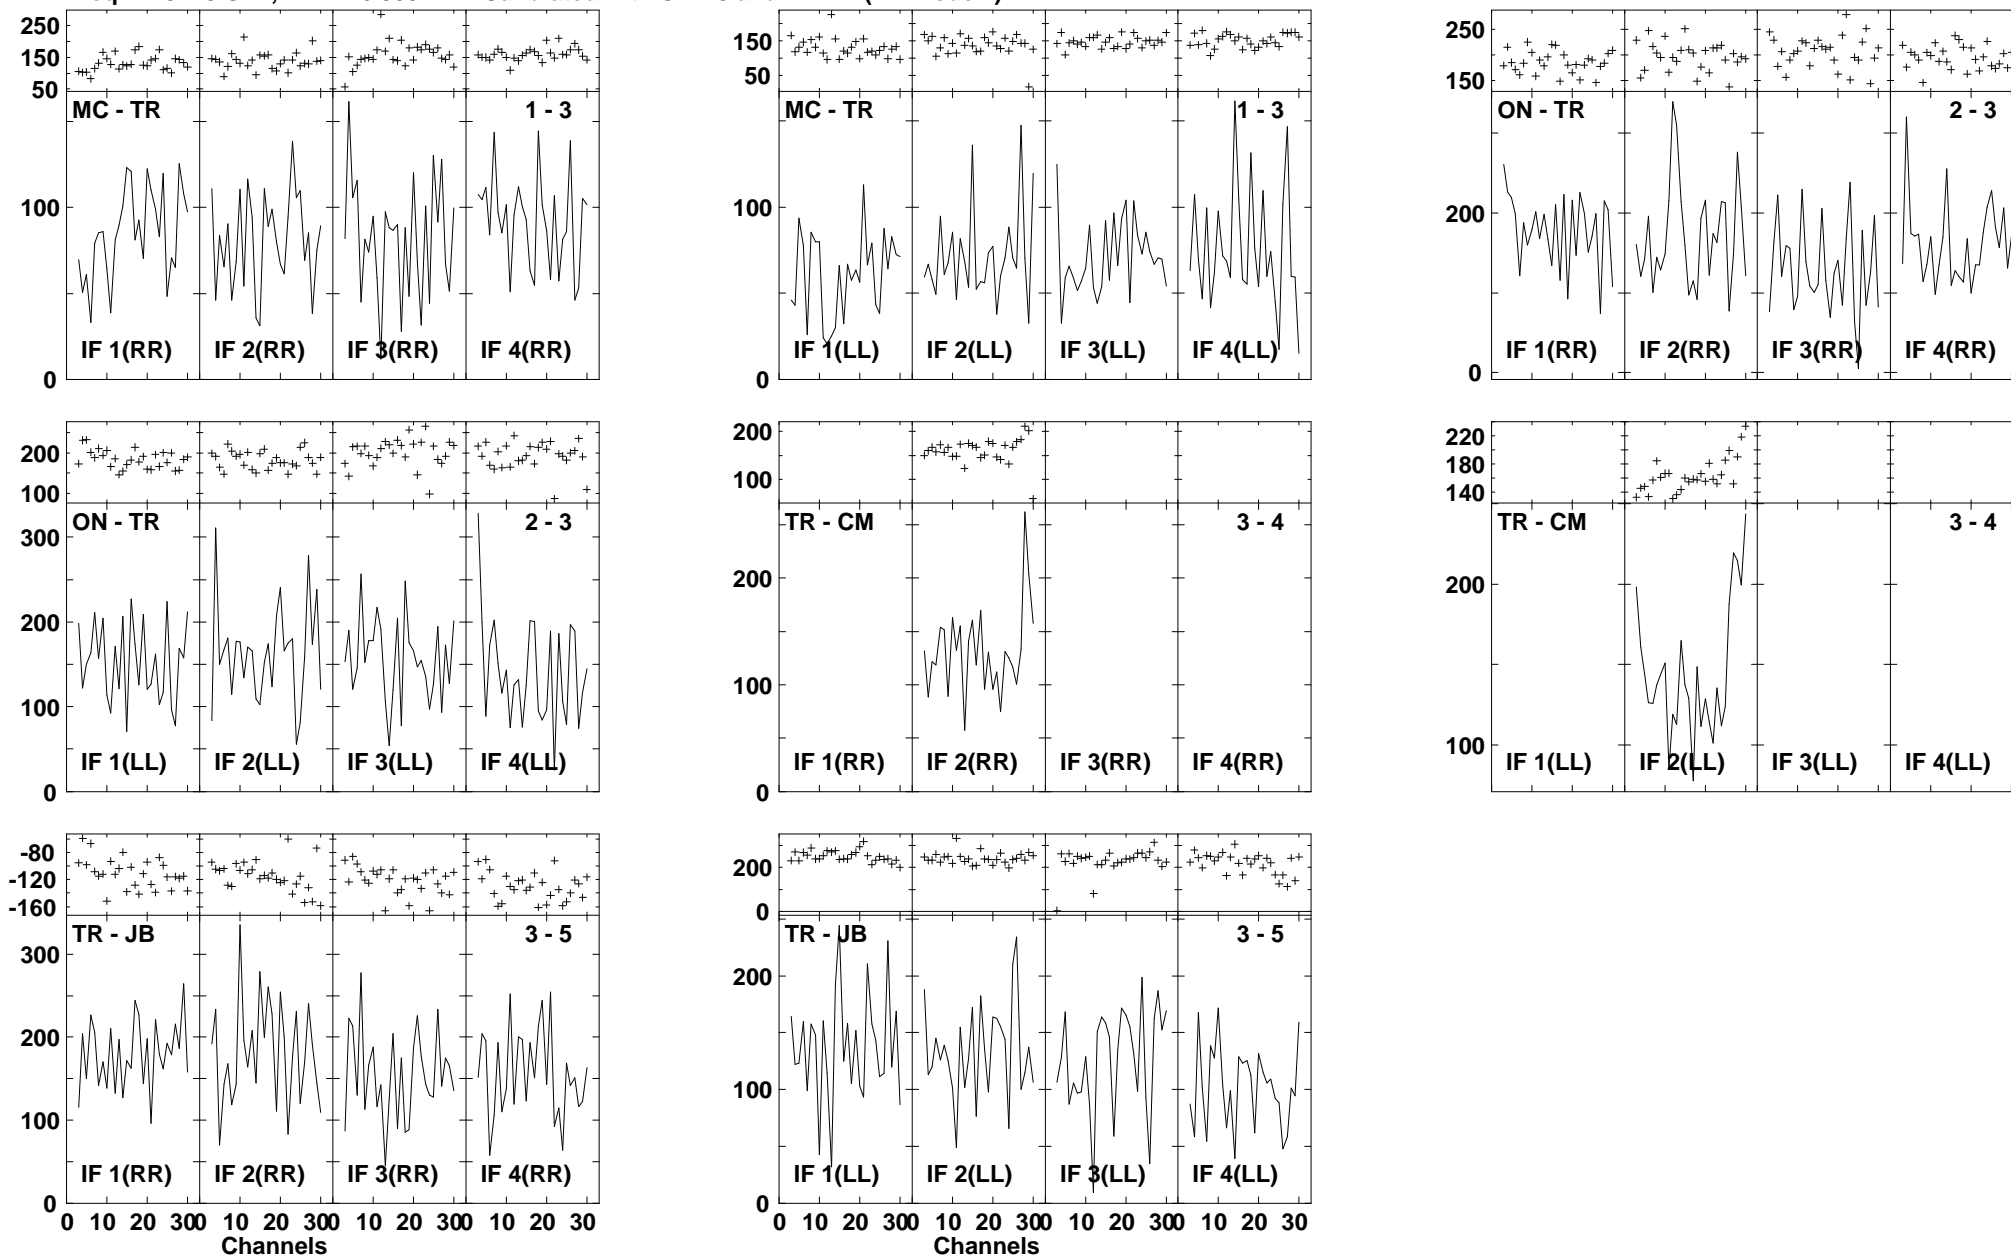 250 150 50
MC - TR 1 - 3
100
IF 1(RR) IF 2(RR) IF 3(RR) IF 4(RR)
0
150 50
MC - TR 1 - 3
100
IF 1(LL) IF 2(LL) IF 3(LL) IF 4(LL)
0
250 150
ON - TR 2 - 3
200
IF 1(RR) IF 2(RR) IF 3(RR) IF 4(RR)
0
200 100
ON - TR 2 - 3
300 200 100
IF 1(LL) IF 2(LL) IF 3(LL) IF 4(LL)
0
200 100
TR - CM 3 - 4
200 100
IF 1(RR) IF 2(RR) IF 3(RR) IF 4(RR)
0
220 180 140
TR - CM 3 - 4
200 100
IF 1(LL) IF 2(LL) IF 3(LL) IF 4(LL)
-80 -120 -160
TR - JB 3 - 5
300 200 100
IF 1(RR) IF 2(RR) IF 3(RR) IF 4(RR)
0
0 10 20 30 0 10 20 30 0 10 20 30 0 10 20 30
Channels
200 0
TR - JB 3 - 5
200 100
IF 1(LL) IF 2(LL) IF 3(LL) IF 4(LL)
0
0 10 20 30 0 10 20 30 0 10 20 30 0 10 20 30
Channels